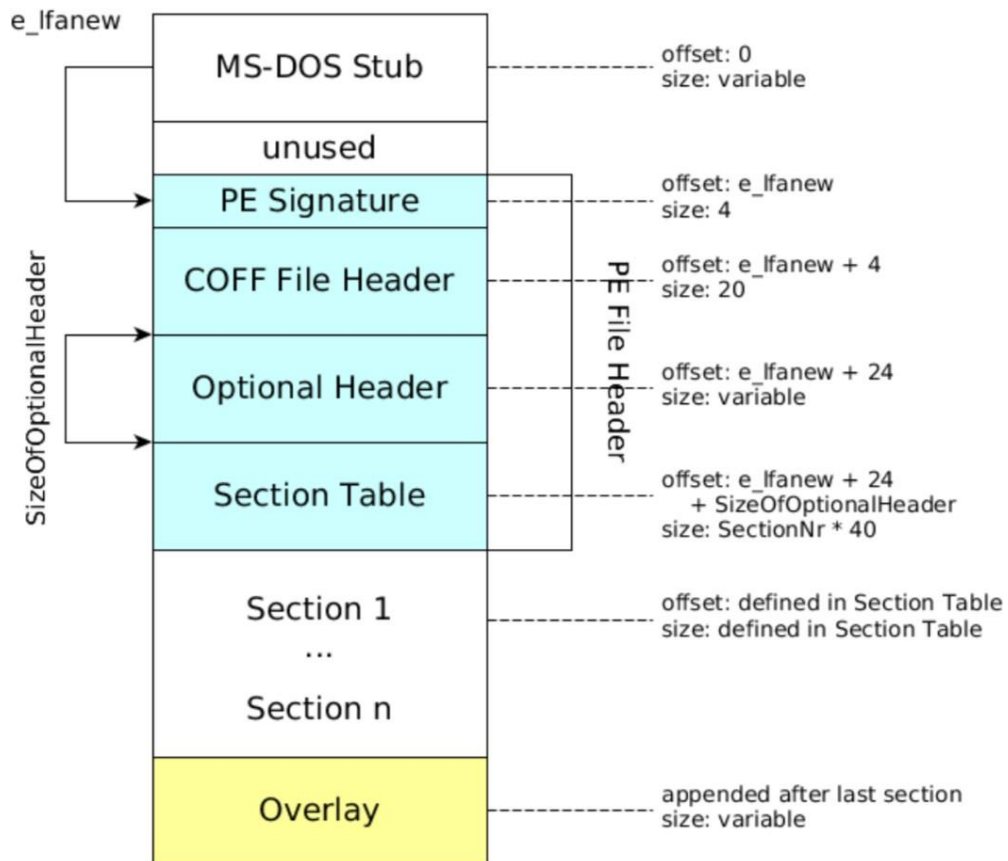 e_lfanew
MS-DOS Stub
offset: 0
size: variable
unused
PE Signature
offset: e_lfanew
size: 4
COFF File Header
offset: e_lfanew + 4
size: 20
SizeOfOptionalHeader
PE File Header
Optional Header
offset: e_lfanew + 24
size: variable
Section Table
offset: e_lfanew + 24
+ SizeOfOptionalHeader
size: SectionNr * 40
Section 1
...
Section n
offset: defined in Section Table
size: defined in Section Table
Overlay
appended after last section
size: variable